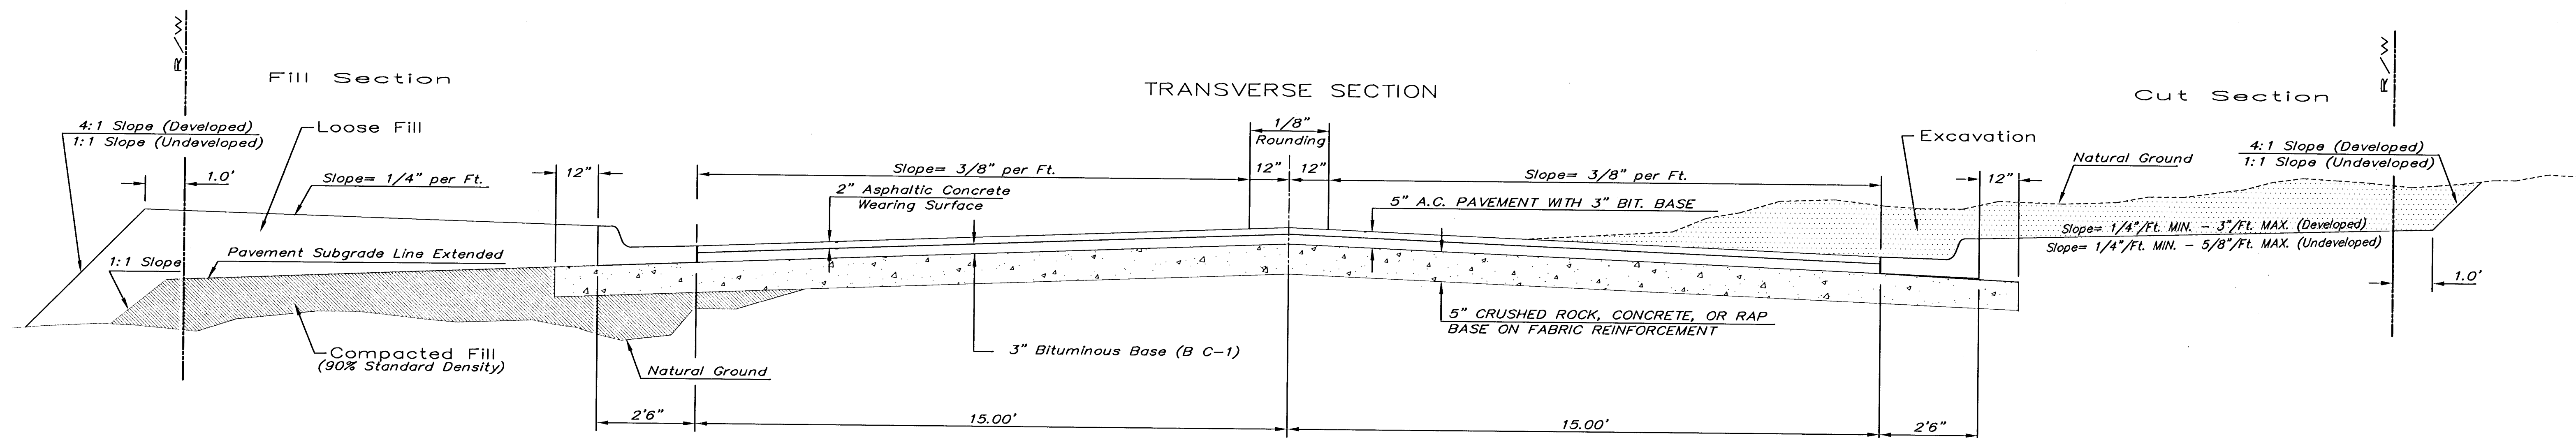 R/W
Fill Section
TRANSVERSE SECTION
R/W
Cut Section
4:1 Slope (Developed)
1:1 Slope (Undeveloped)
Loose Fill
1/8"
Rounding
Excavation
4:1 Slope (Developed)
1:1 Slope (Undeveloped)
Natural Ground
1.0'
Slope= 1/4" per Ft.
12"
Slope= 3/8" per Ft.
12"
12"
Slope= 3/8" per Ft.
12"
2" Asphaltic Concrete
Wearing Surface
5" A.C. PAVEMENT WITH 3" BIT. BASE
Slope= 1/4"/Ft. MIN. - 3"/Ft. MAX. (Developed)
Slope= 1/4"/Ft. MIN. - 5/8"/Ft. MAX. (Undeveloped)
Pavement Subgrade Line Extended
1:1 Slope
1.0'
5" CRUSHED ROCK, CONCRETE, OR RAP
BASE ON FABRIC REINFORCEMENT
Compacted Fill
(90% Standard Density)
3" Bituminous Base (B C-1)
Natural Ground
2'6"
15.00'
15.00'
2'6"